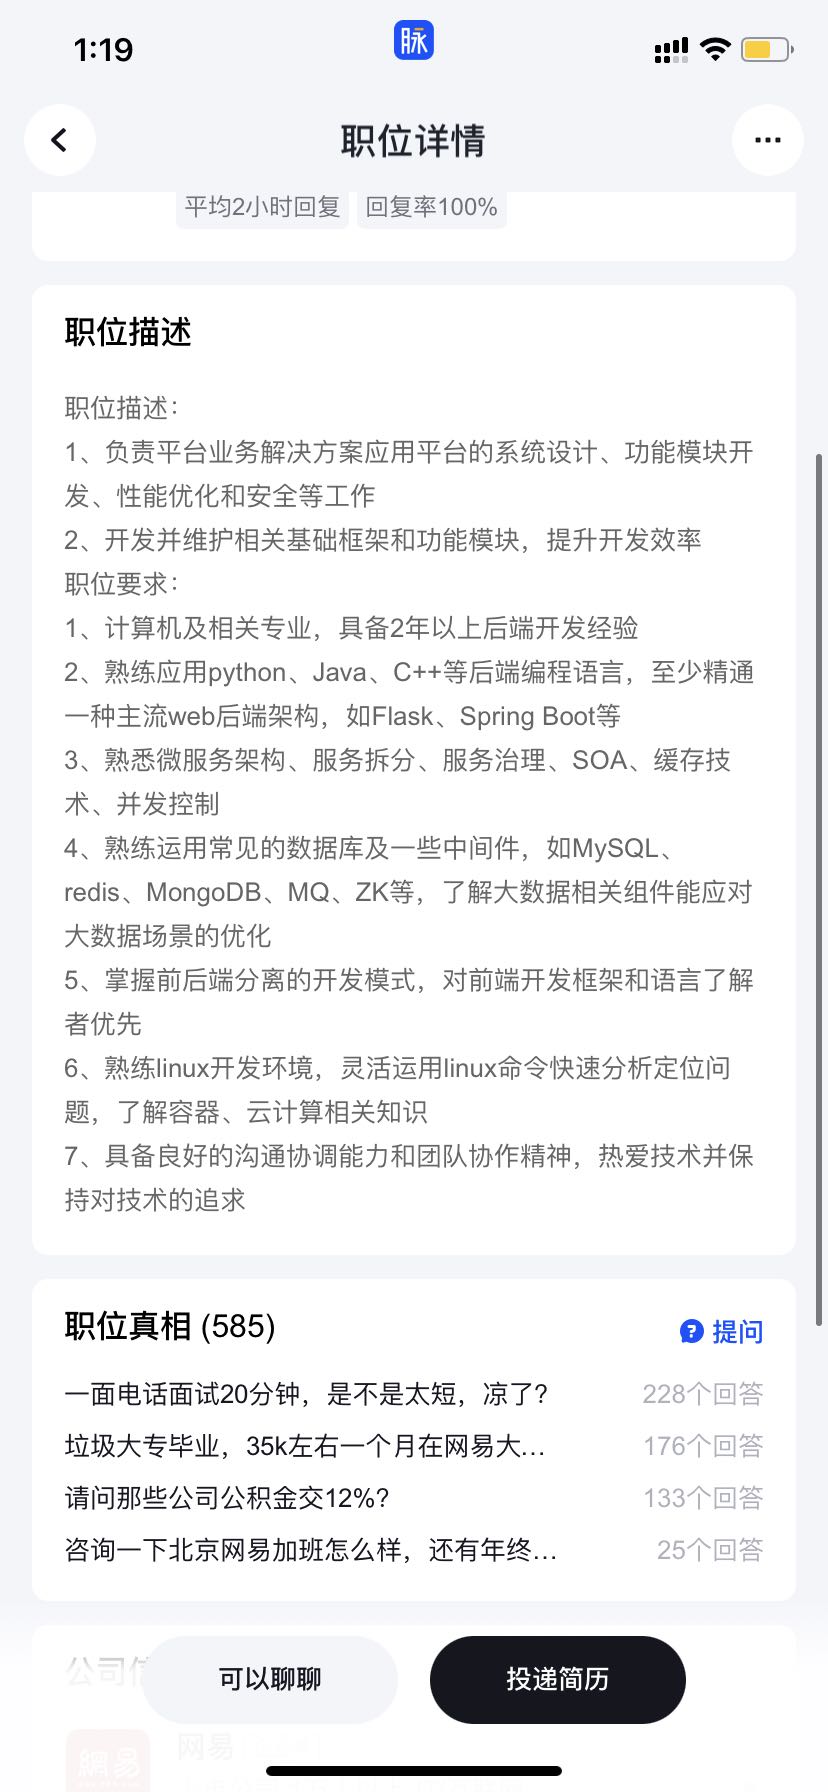 1:19
脉
职位详情
平均2小时回复 回复率100%
职位描述
职位描述：
1、负责平台业务解决方案应用平台的系统设计、功能模块开
发、性能优化和安全等工作
2、开发并维护相关基础框架和功能模块，提升开发效率
职位要求：
1、计算机及相关专业，具备2年以上后端开发经验
2、熟练应用python、Java、C++等后端编程语言，至少精通
一种主流web后端架构，如Flask、Spring Boot等
3、熟悉微服务架构、服务拆分、服务治理、SOA、缓存技
术、并发控制
4、熟练运用常见的数据库及一些中间件，如MySQL、
redis、MongoDB、MQ、ZK等，了解大数据相关组件能应对
大数据场景的优化
5、掌握前后端分离的开发模式，对前端开发框架和语言了解
者优先
6、熟练linux开发环境，灵活运用linux命令快速分析定位问
题，了解容器、云计算相关知识
7、具备良好的沟通协调能力和团队协作精神，热爱技术并保
持对技术的追求
职位真相 (585) 提问
一面电话面试20分钟，是不是太短，凉了? 228个回答
垃圾大专毕业，35k左右一个月在网易大... 176个回答
请问那些公司公积金交12%? 133个回答
咨询一下北京网易加班怎么样，还有年终... 25个回答
公司
可以聊聊 投递简历
網易 网易